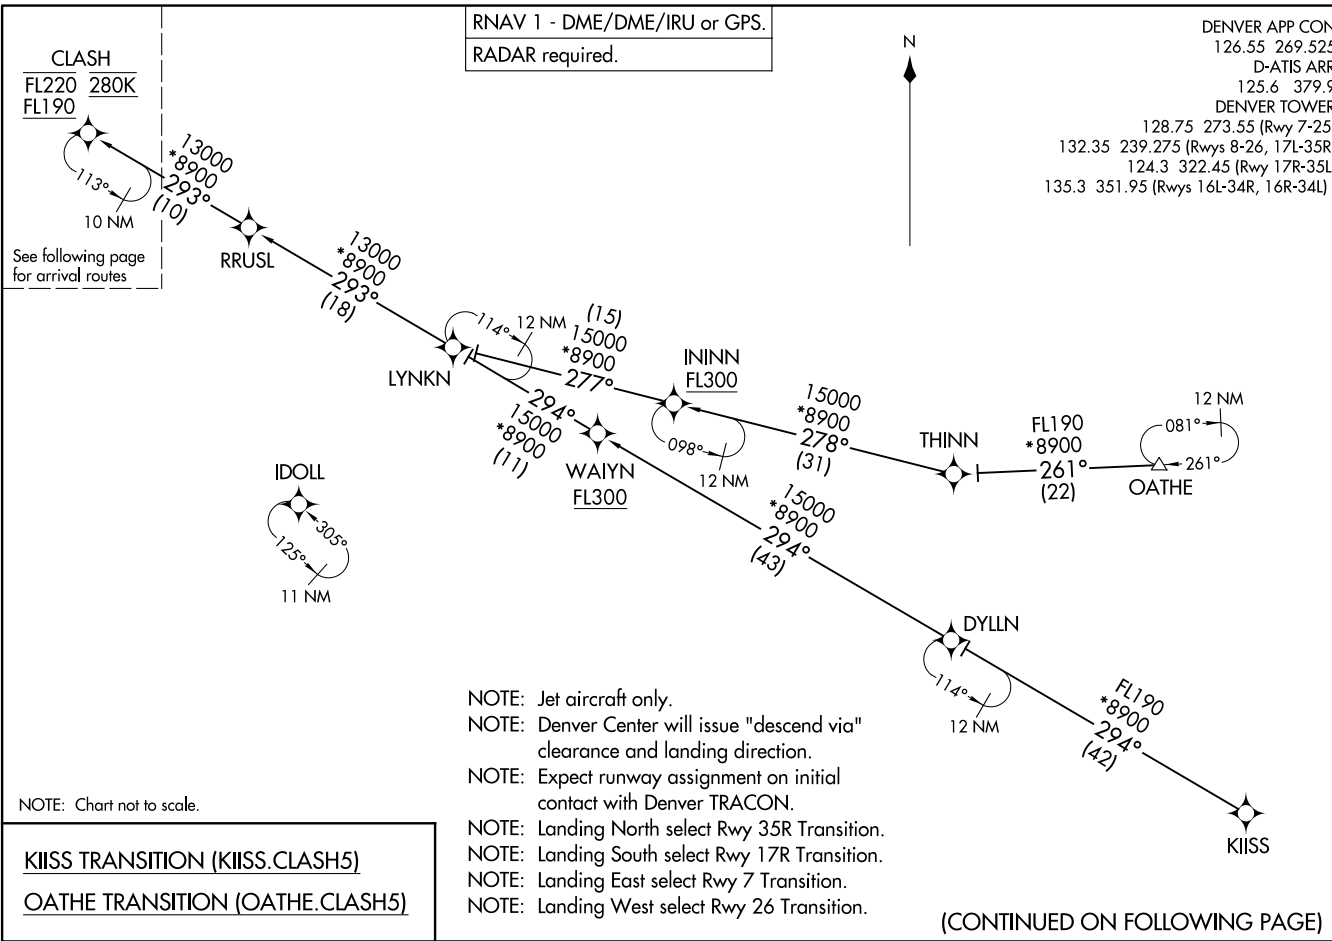 RNAV 1 - DME/DME/IRU or GPS.
RADAR required.
DENVER APP CON
126.55 269.525
D-ATIS ARR
125.6 379.9
DENVER TOWER
128.75 273.55 (Rwy 7-25
132.35 239.275 (Rwys 8-26, 17L-35R
124.3 322.45 (Rwy 17R-35L
135.3 351.95 (Rwys 16L-34R, 16R-34L)
N
CLASH
FL220 280K
FL190
113°
10 NM
See following page
for arrival routes
13000
*8900
293°
(10)
RRUSL
13000
*8900
293°
(18)
LYNKN
114°
12 NM
(15)
15000
*8900
277°
ININN
FL300
098°
12 NM
15000
*8900
278°
(31)
THINN
FL190
*8900
261°
(22)
OATHE
081°
261°
12 NM
294°
15000
*8900
(11)
WAIYN
FL300
15000
*8900
294°
(43)
IDOLL
305°
125°
11 NM
DYLLN
114°
12 NM
FL190
*8900
294°
(42)
KIISS
NOTE: Jet aircraft only.
NOTE: Denver Center will issue "descend via"
clearance and landing direction.
NOTE: Expect runway assignment on initial
contact with Denver TRACON.
NOTE: Landing North select Rwy 35R Transition.
NOTE: Landing South select Rwy 17R Transition.
NOTE: Landing East select Rwy 7 Transition.
NOTE: Landing West select Rwy 26 Transition.
NOTE: Chart not to scale.
KIISS TRANSITION (KIISS.CLASH5)
OATHE TRANSITION (OATHE.CLASH5)
(CONTINUED ON FOLLOWING PAGE)